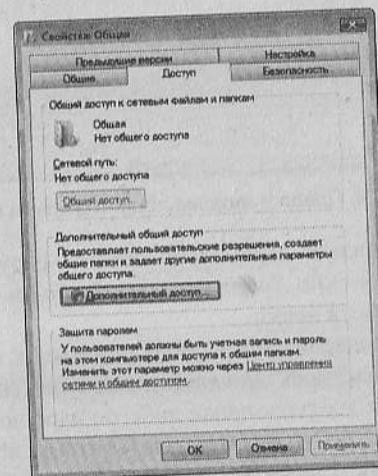 Свойства: Общая
Предыдущие версии
Настройка
Общие
Доступ
Безопасность
Общий доступ к сетевым файлам и папкам
Общая
Нет общего доступа
Сетевой путь:
Нет общего доступа
Общий доступ...
Дополнительный общий доступ
Предоставляет пользовательские разрешения, создает
общие папки и задает другие дополнительные параметры
общего доступа.
Дополнительный доступ...
Защита паролем
У пользователей должны быть учетная запись и пароль
на этом компьютере для доступа к общим папкам.
Изменить этот параметр можно через Центр управления
сетями и общим доступом.
ОК
Отмена
Применить